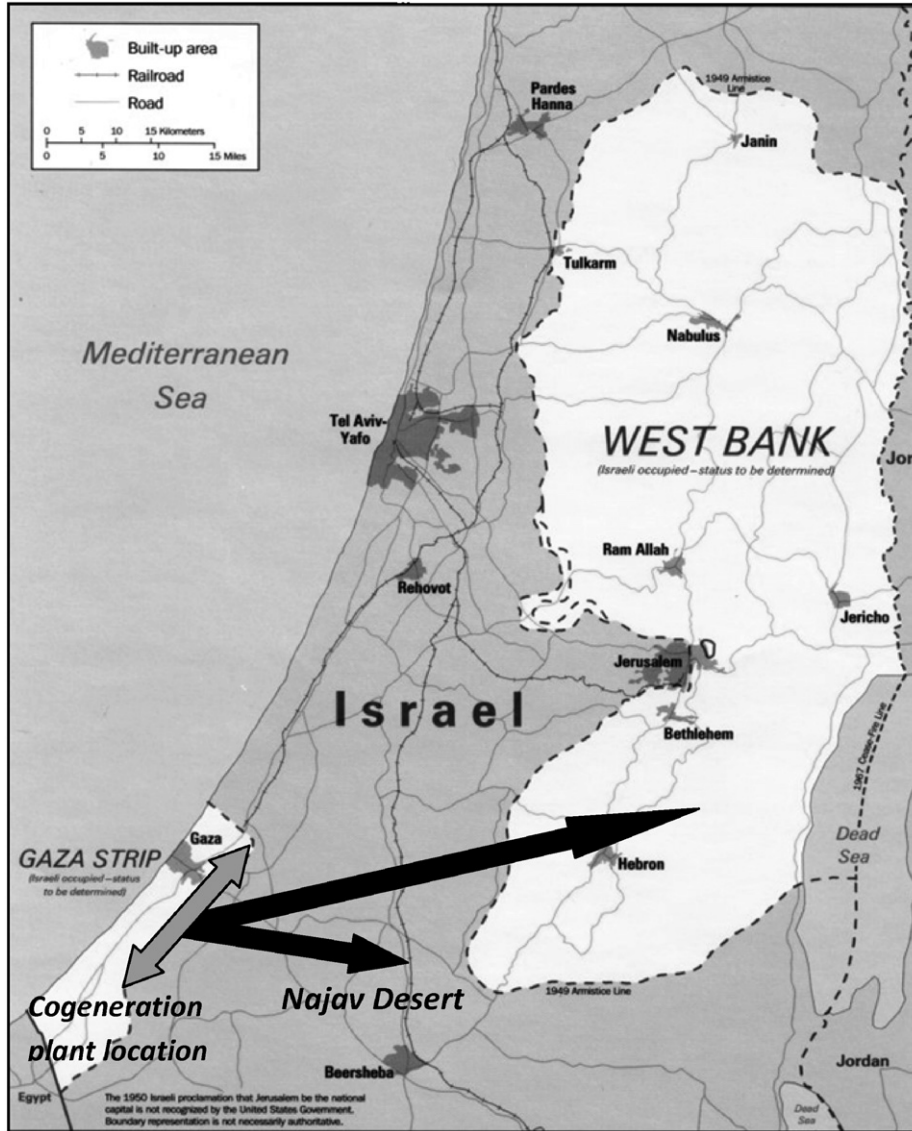 Built-up area
Railroad
Road
0 5 10 15 Kilometers
0 5 10 15 Miles
1949 Armistice
Line
Pardes
Hanna
Janin
Tulkarm
Nabulus
Mediterranean
Sea
Tel Aviv-
Yafo
WEST BANK
(Israeli occupied—status to be determined)
Jor
Ram Allah
Rehovot
Jericho
Jerusalem
Israel
Bethlehem
1967 Cease-Fire Line
Gaza
GAZA STRIP
(Israeli occupied—status
to be determined)
Dead
Sea
Hebron
Cogeneration
plant location
Najav Desert
1949 Armistice Line
Beersheba
Jordan
Egypt
The 1950 Israeli proclamation that Jerusalem be the national
capital is not recognized by the United States Government.
Boundary representation is not necessarily authoritative.
Dead
Sea